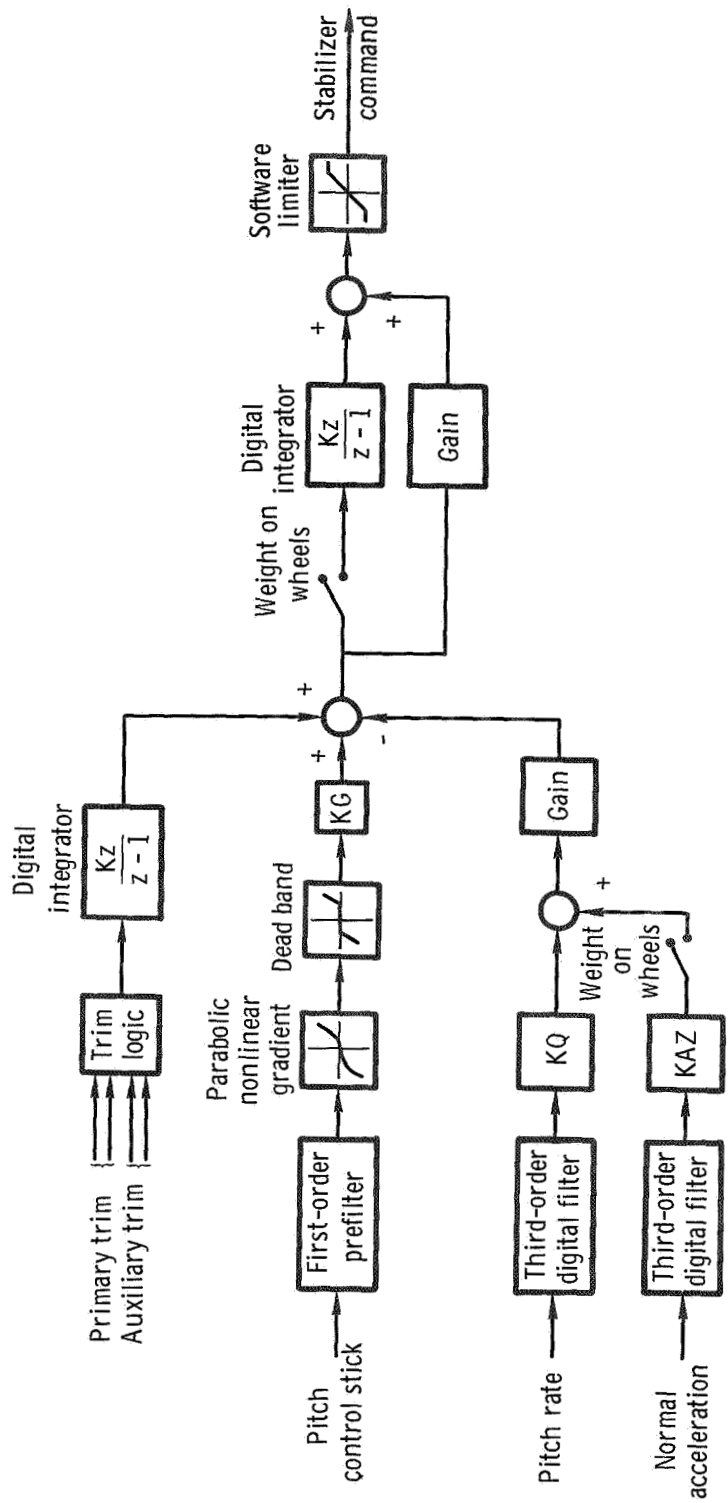 Primary trim {
Auxiliary trim {
Trim
logic
Digital
integrator
Kz
z - 1
Pitch
control stick
First-order
prefilter
Parabolic
nonlinear
gradient
Dead band
KG
+
+
-
Weight on
wheels
Digital
integrator
Kz
z - 1
Gain
+
+
Software
limiter
Stabilizer
command
Pitch rate
Third-order
digital filter
KQ
Gain
+
Weight
on
wheels
Normal
acceleration
Third-order
digital filter
KAZ